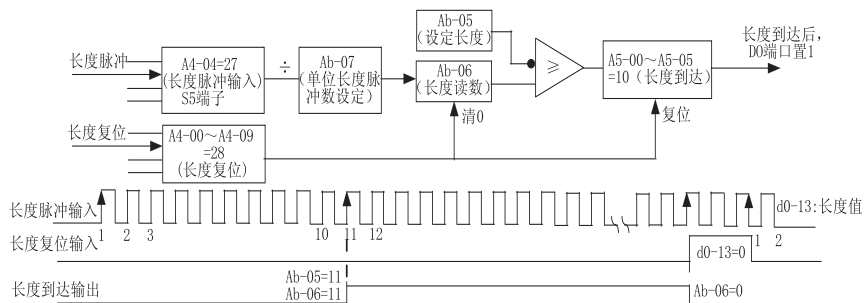 Ab-05
(设定长度)
长度到达后,
DO端口置1
长度脉冲
A4-04=27
(长度脉冲输入)
S5端子
÷
Ab-07
(单位长度脉
冲数设定)
Ab-06
(长度读数)
≥
A5-00～A5-05
=10（长度到达）
清0
复位
长度复位
A4-00～A4-09
=28
(长度复位)
长度脉冲输入
d0-13:长度值
1 2 3 10 11 12 1 2
长度复位输入
d0-13=0
长度到达输出
Ab-05=11
Ab-06=11
Ab-06=0